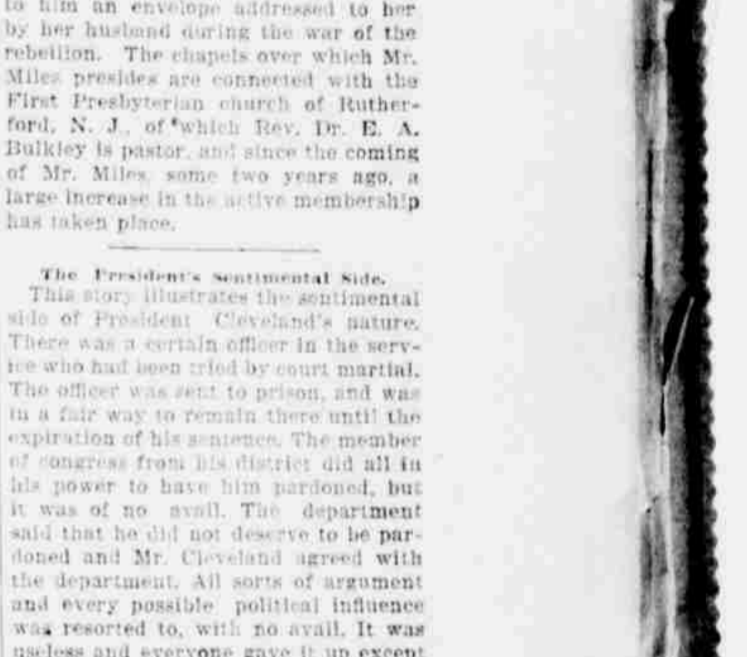 to him an envelope addressed to her
by her husband during the war of the
rebellion. The chapels over which Mr.
Miles presides are connected with the
First Presbyterian church of Ruther-
ford, N. J., of which Rev. Dr. E. A.
Bulkley is pastor, and since the coming
of Mr. Miles, some two years ago, a
large increase in the active membership
has taken place.
The President's Sentimental Side.
This story illustrates the sentimental
side of President Cleveland's nature.
There was a certain officer in the serv-
ice who had been tried by court martial.
The officer was sent to prison, and was
in a fair way to remain there until the
expiration of his sentence. The member
of congress from his district did all in
his power to have him pardoned, but
it was of no avail. The department
said that he did not deserve to be par-
doned and Mr. Cleveland agreed with
the department. All sorts of argument
and every possible political influence
was resorted to, with no avail. It was
useless and everyone gave it up except